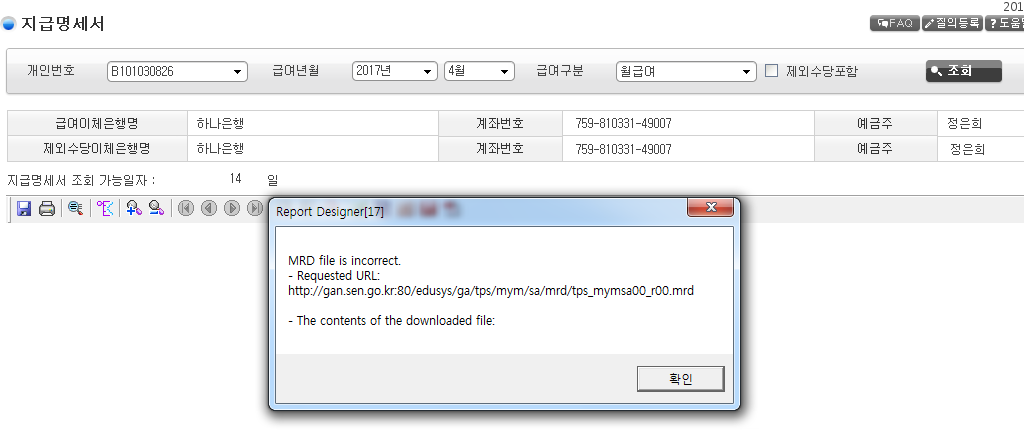 201
지급명세서
FAQ 질의등록 ? 도움
개인번호 B101030826 급여년월 2017년 4월 급여구분 월급여 제외수당포함 조회
급여이체은행명 하나은행 계좌번호 759-810331-49007 예금주 정은희
제외수당이체은행명 하나은행 계좌번호 759-810331-49007 예금주 정은희
지급명세서 조회 가능일자 : 14 일
Report Designer[17]
MRD file is incorrect.
- Requested URL:
http://gan.sen.go.kr:80/edusys/ga/tps/mym/sa/mrd/tps_mymsa00_r00.mrd
- The contents of the downloaded file:
확인